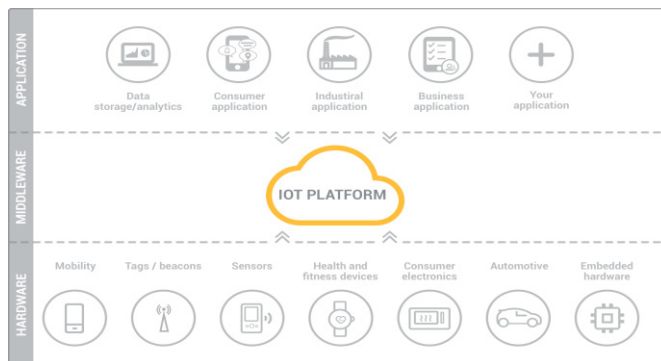 APPLICATION
Data
storage/analytics
Consumer
application
Industiral
application
Business
application
Your
application
MIDDLEWARE
IOT PLATFORM
HARDWARE
Mobility
Tags / beacons
Sensors
Health and
fitness devices
Consumer
electronics
Automotive
Embedded
hardware